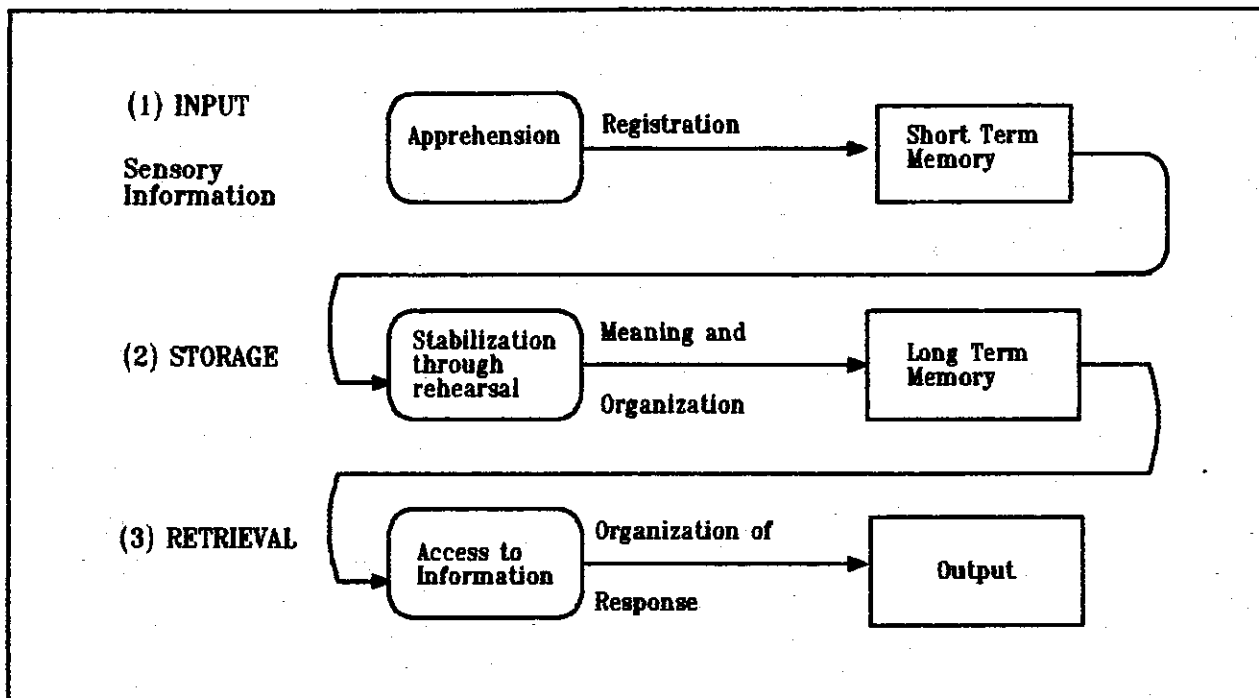 (1) INPUT
Sensory
Information
Apprehension
Registration
Short Term
Memory
(2) STORAGE
Stabilization
through
rehearsal
Meaning and
Organization
Long Term
Memory
(3) RETRIEVAL
Access to
Information
Organization of
Response
Output